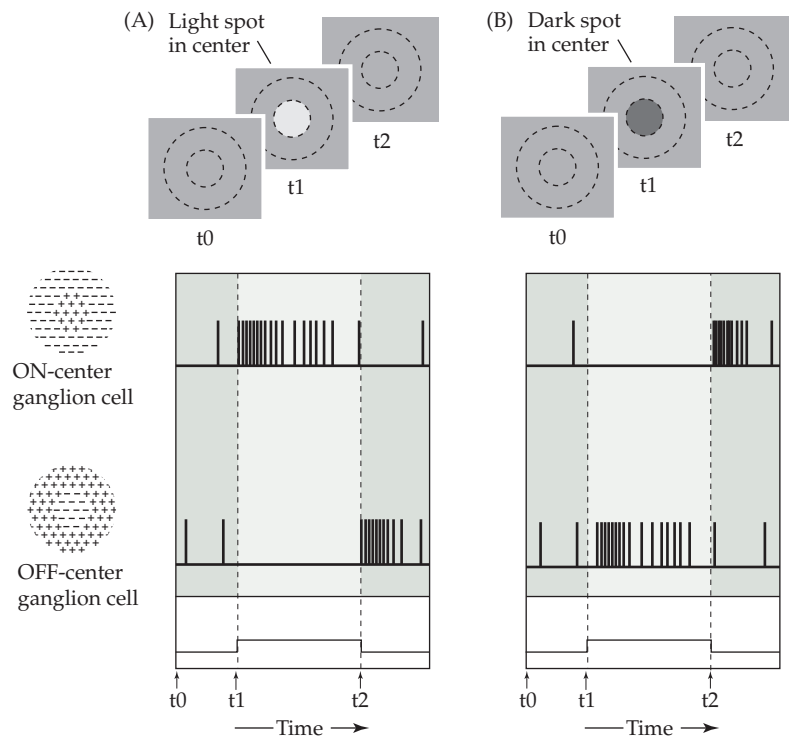 (A)
Light spot
in center
t0
t1
t2
(B)
Dark spot
in center
t0
t1
t2
ON-center
ganglion cell
OFF-center
ganglion cell
t0
t1
t2
Time
t0
t1
t2
Time